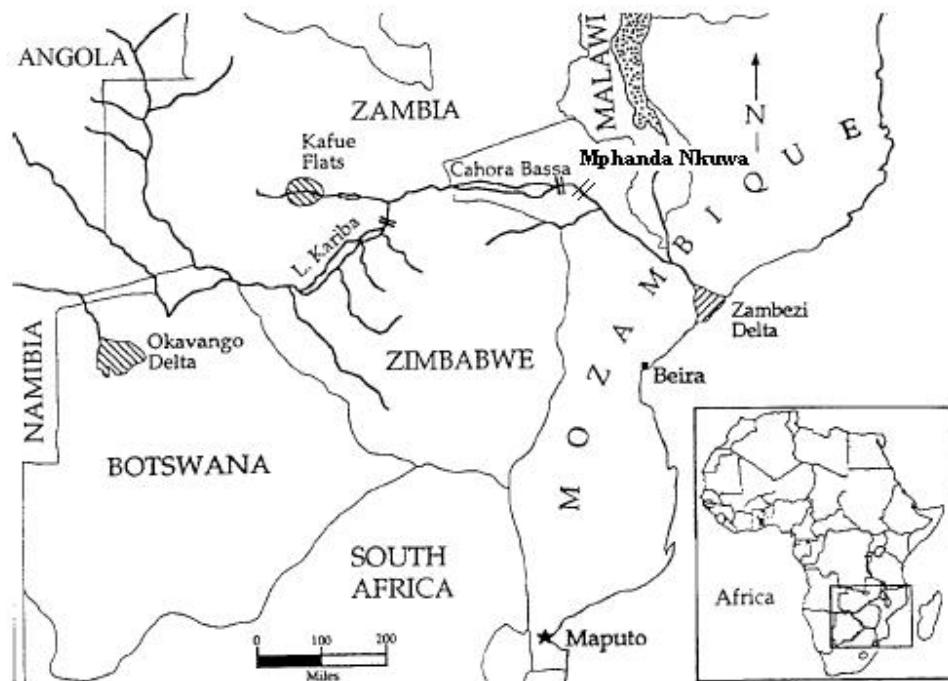 ANGOLA
ZAMBIA
MALAWI
N
Kafue
Flats
Cahora Bassa
Mphanda Nkuwa
L. Kariba
MOZAMBIQUE
Zambezi
Delta
Okavango
Delta
NAMIBIA
ZIMBABWE
Beira
BOTSWANA
SOUTH
AFRICA
Africa
0 100 200
Miles
Maputo